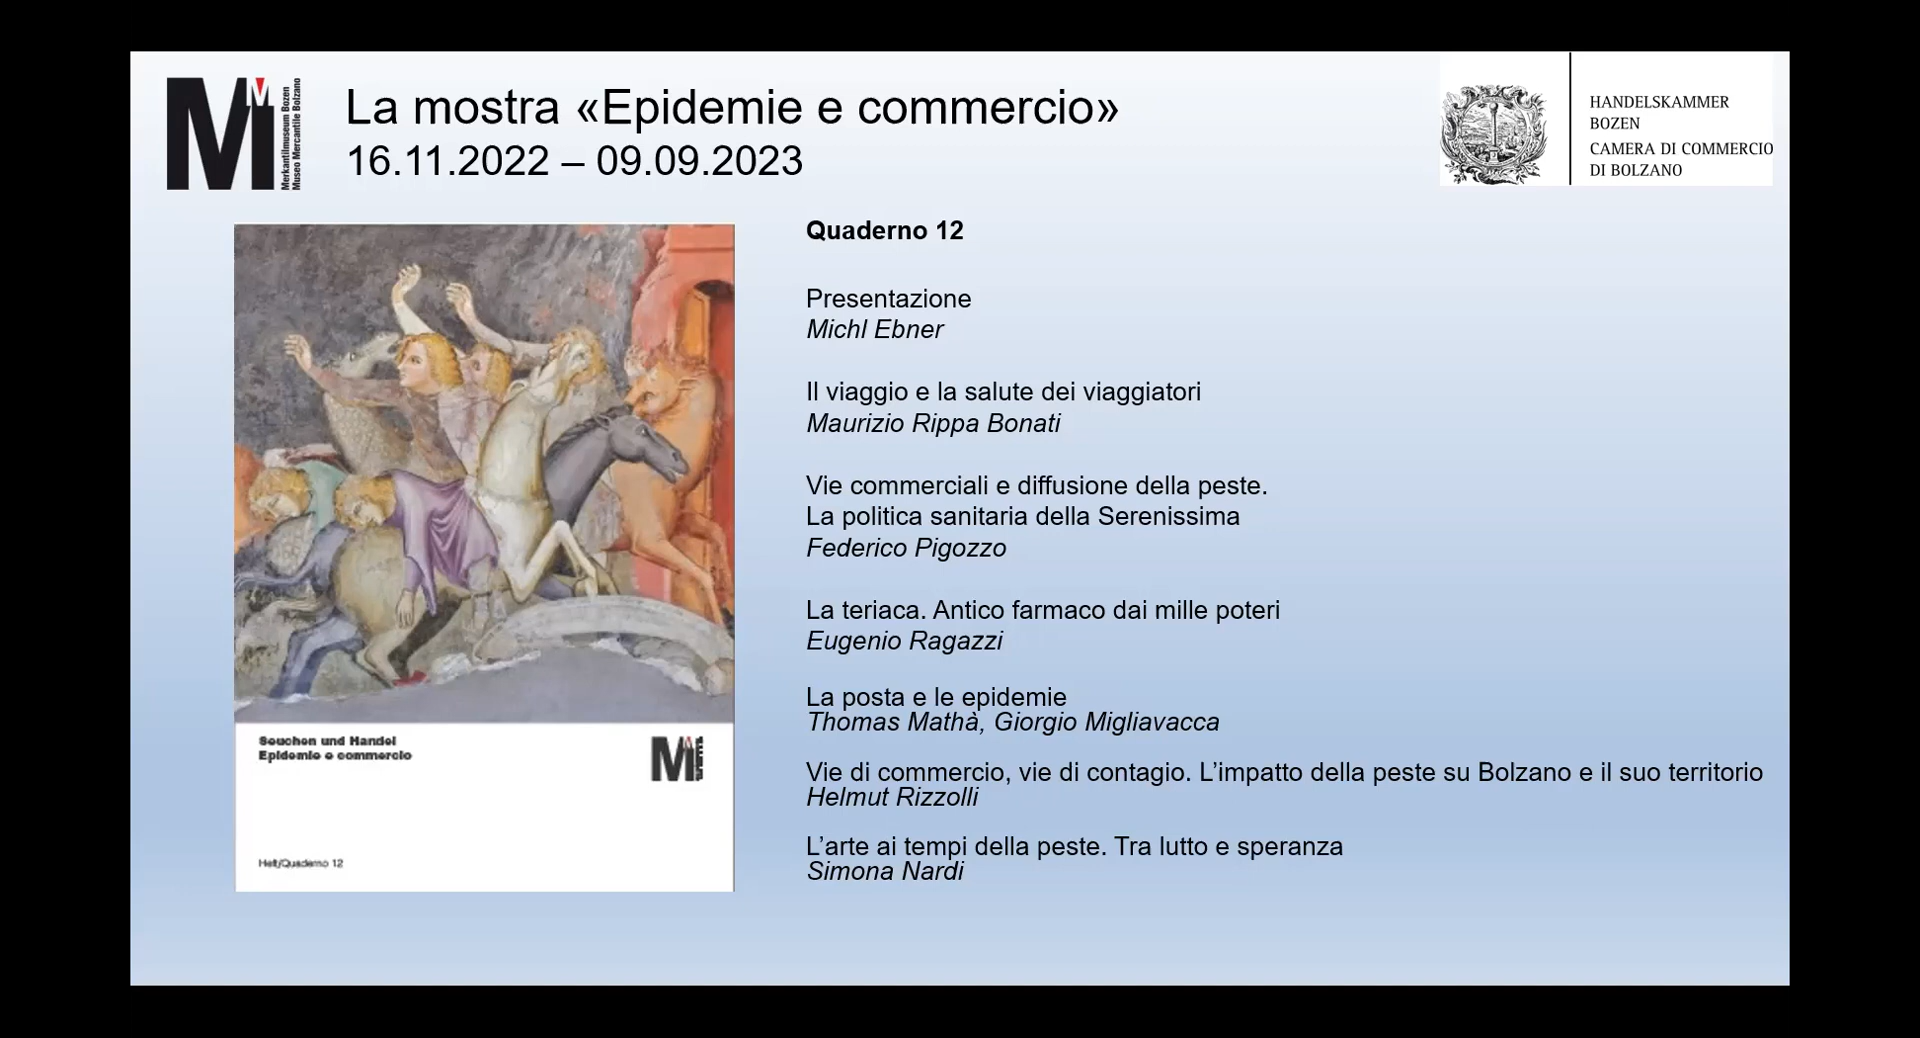 Merkantilmuseum Bozen
Museo Mercantile Bolzano
La mostra «Epidemie e commercio»
16.11.2022 – 09.09.2023
HANDELSKAMMER
BOZEN
CAMERA DI COMMERCIO
DI BOLZANO
Seuchen und Handel
Epidemie e commercio
Heft/Quaderno 12
Quaderno 12
Presentazione
Michl Ebner
Il viaggio e la salute dei viaggiatori
Maurizio Rippa Bonati
Vie commerciali e diffusione della peste.
La politica sanitaria della Serenissima
Federico Pigozzo
La teriaca. Antico farmaco dai mille poteri
Eugenio Ragazzi
La posta e le epidemie
Thomas Mathà, Giorgio Migliavacca
Vie di commercio, vie di contagio. L’impatto della peste su Bolzano e il suo territorio
Helmut Rizzolli
L’arte ai tempi della peste. Tra lutto e speranza
Simona Nardi